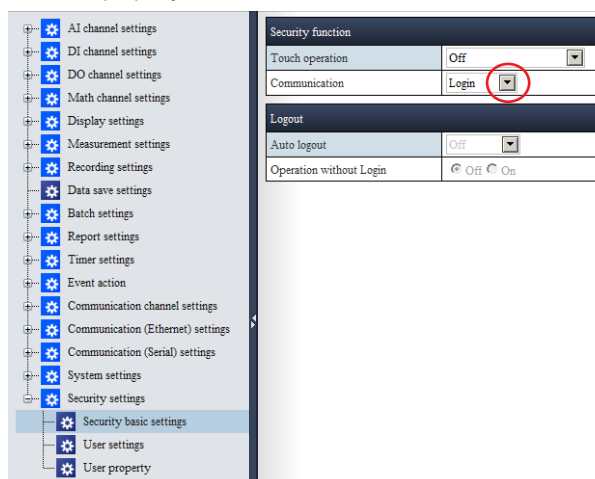 AI channel settings
DI channel settings
DO channel settings
Math channel settings
Display settings
Measurement settings
Recording settings
Data save settings
Batch settings
Report settings
Timer settings
Event action
Communication channel settings
Communication (Ethernet) settings
Communication (Serial) settings
System settings
Security settings
Security basic settings
User settings
User property
Security function
Touch operation Off
Communication Login
Logout
Auto logout Off
Operation without Login Off On